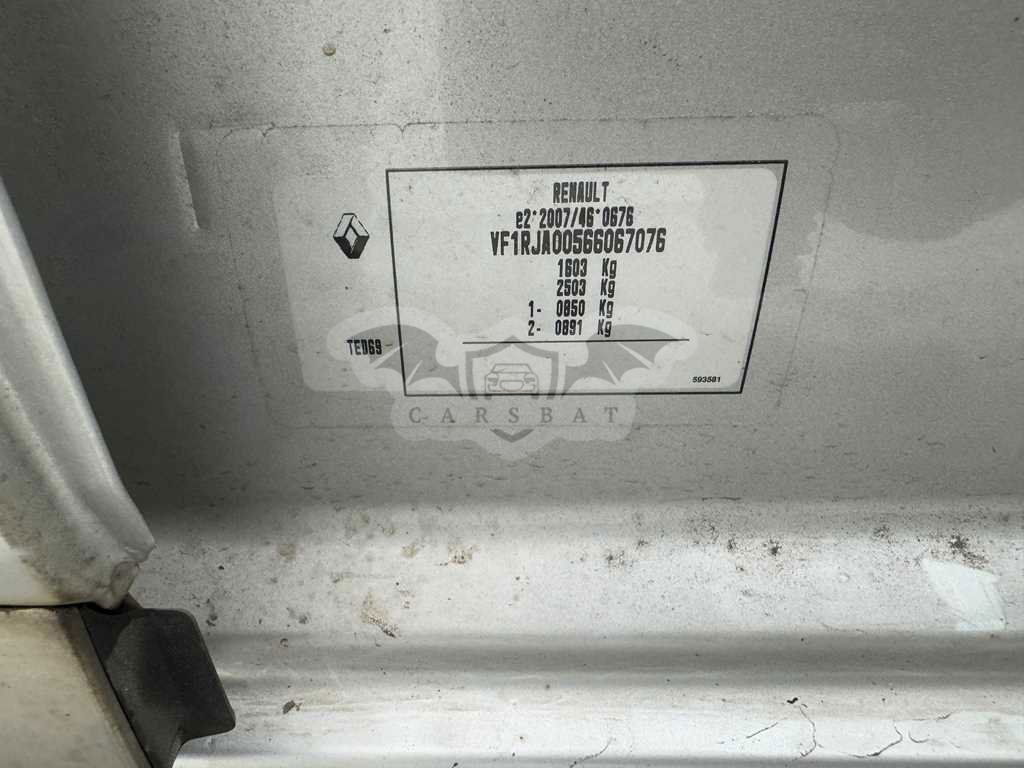 RENAULT
e2*2007/46*0676
VF1RJA00566067076
1603 Kg
2503 Kg
1- 0850 Kg
2- 0891 Kg
TED69
593581
CARSBAT